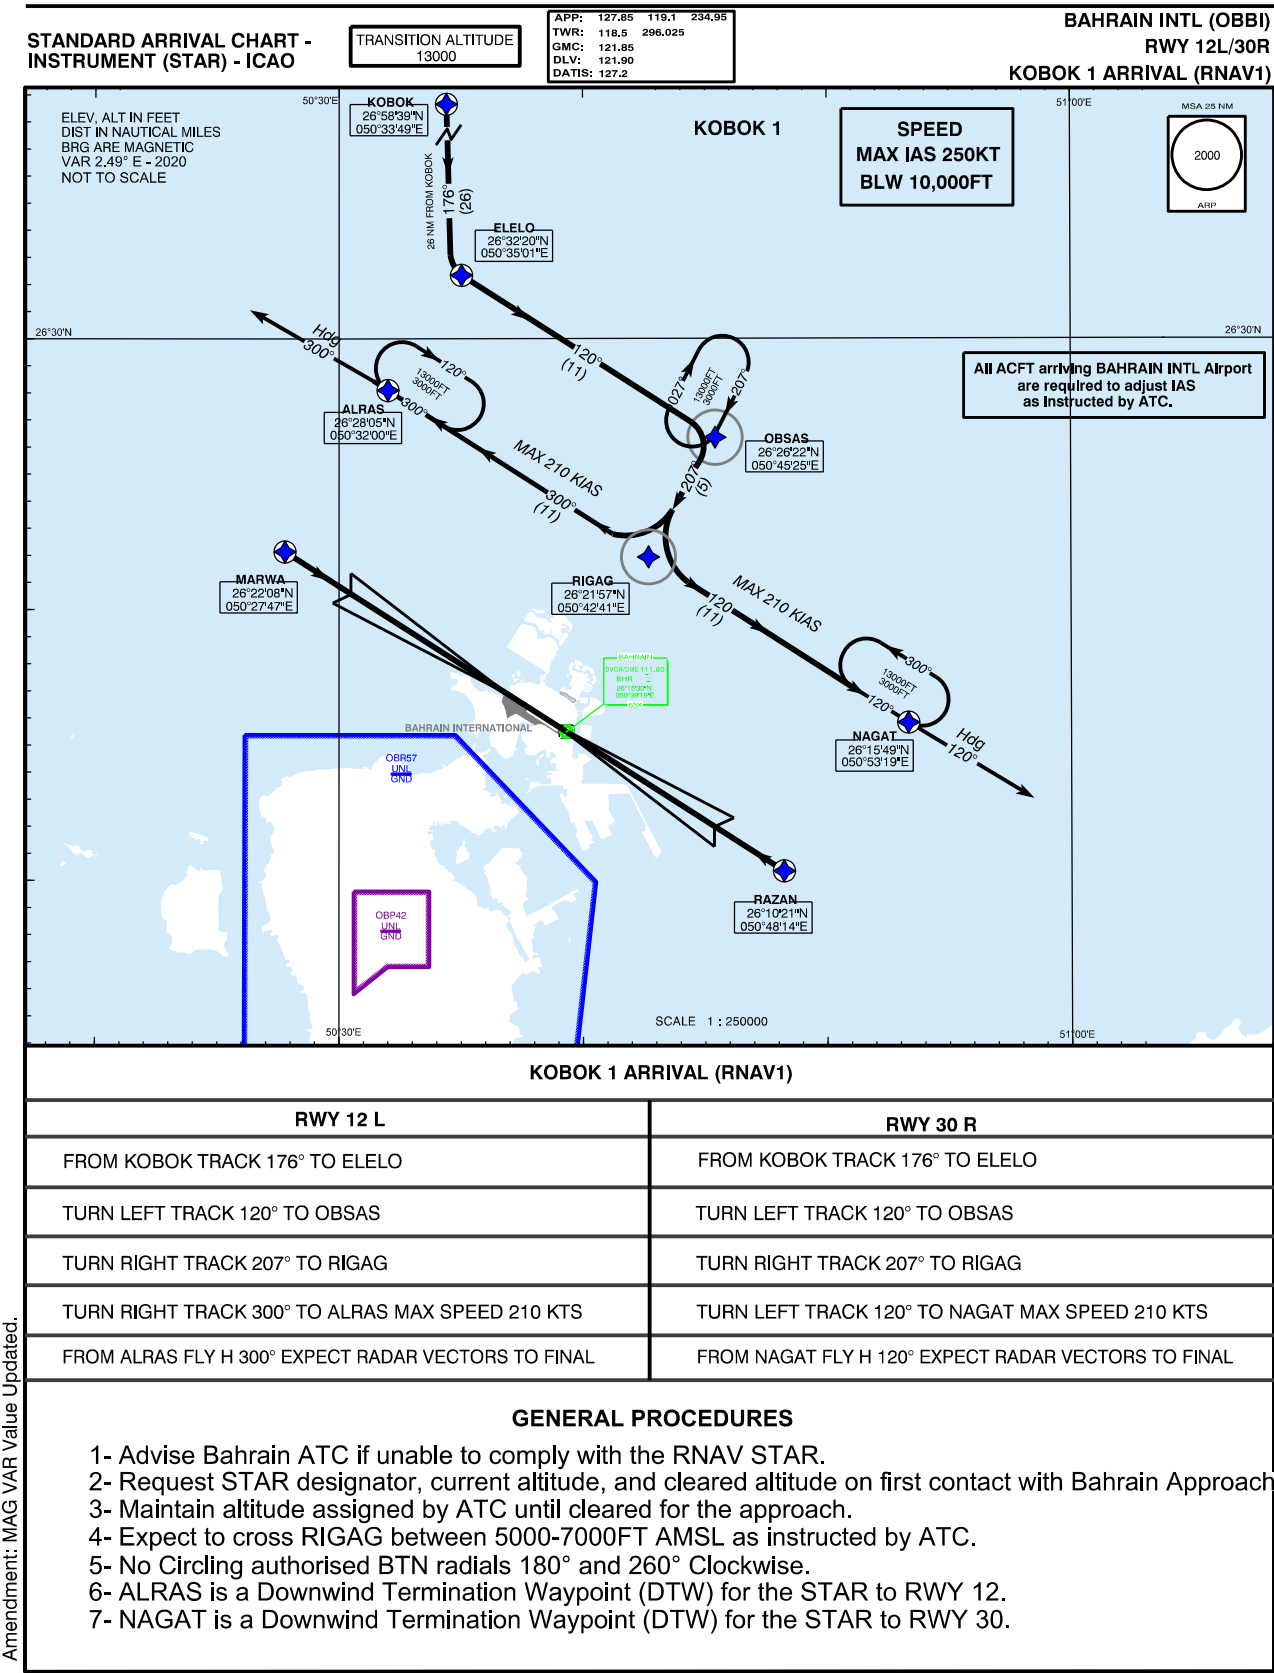 STANDARD ARRIVAL CHART -
INSTRUMENT (STAR) - ICAO
TRANSITION ALTITUDE
13000
APP: 127.85 119.1 234.95
TWR: 118.5 296.025
GMC: 121.85
DLV: 121.90
DATIS: 127.2
BAHRAIN INTL (OBBI)
RWY 12L/30R
KOBOK 1 ARRIVAL (RNAV1)
ELEV, ALT IN FEET
DIST IN NAUTICAL MILES
BRG ARE MAGNETIC
VAR 2.49° E - 2020
NOT TO SCALE
50°30'E
KOBOK
26°58'39"N
050°33'49"E
KOBOK 1
SPEED
MAX IAS 250KT
BLW 10,000FT
51°00'E
MSA 25 NM
2000
ARP
26 NM FROM KOBOK
176°
(26)
ELELO
26°32'20"N
050°35'01"E
26°30'N
26°30'N
Hdg
300°
120°
13000FT
3000FT
300°
ALRAS
26°28'05"N
050°32'00"E
120°
(11)
027°
13000FT
3000FT
207°
OBSAS
26°26'22"N
050°45'25"E
All ACFT arriving BAHRAIN INTL Airport
are required to adjust IAS
as instructed by ATC.
MAX 210 KIAS
300°
(11)
207°
(5)
MARWA
26°22'08"N
050°27'47"E
RIGAG
26°21'57"N
050°42'41"E
MAX 210 KIAS
120
(11)
300°
13000FT
3000FT
120°
NAGAT
26°15'49"N
050°53'19"E
Hdg
120°
BAHRAIN
DVOR/DME 111.80
BHR
55X
BAHRAIN INTERNATIONAL
OBR57
UNL
GND
OBP42
UNL
GND
RAZAN
26°10'21"N
050°48'14"E
SCALE 1 : 250000
50°30'E
51°00'E
KOBOK 1 ARRIVAL (RNAV1)
RWY 12 L
RWY 30 R
FROM KOBOK TRACK 176° TO ELELO
FROM KOBOK TRACK 176° TO ELELO
TURN LEFT TRACK 120° TO OBSAS
TURN LEFT TRACK 120° TO OBSAS
TURN RIGHT TRACK 207° TO RIGAG
TURN RIGHT TRACK 207° TO RIGAG
TURN RIGHT TRACK 300° TO ALRAS MAX SPEED 210 KTS
TURN LEFT TRACK 120° TO NAGAT MAX SPEED 210 KTS
FROM ALRAS FLY H 300° EXPECT RADAR VECTORS TO FINAL
FROM NAGAT FLY H 120° EXPECT RADAR VECTORS TO FINAL
GENERAL PROCEDURES
1- Advise Bahrain ATC if unable to comply with the RNAV STAR.
2- Request STAR designator, current altitude, and cleared altitude on first contact with Bahrain Approach
3- Maintain altitude assigned by ATC until cleared for the approach.
4- Expect to cross RIGAG between 5000-7000FT AMSL as instructed by ATC.
5- No Circling authorised BTN radials 180° and 260° Clockwise.
6- ALRAS is a Downwind Termination Waypoint (DTW) for the STAR to RWY 12.
7- NAGAT is a Downwind Termination Waypoint (DTW) for the STAR to RWY 30.
Amendment: MAG VAR Value Updated.